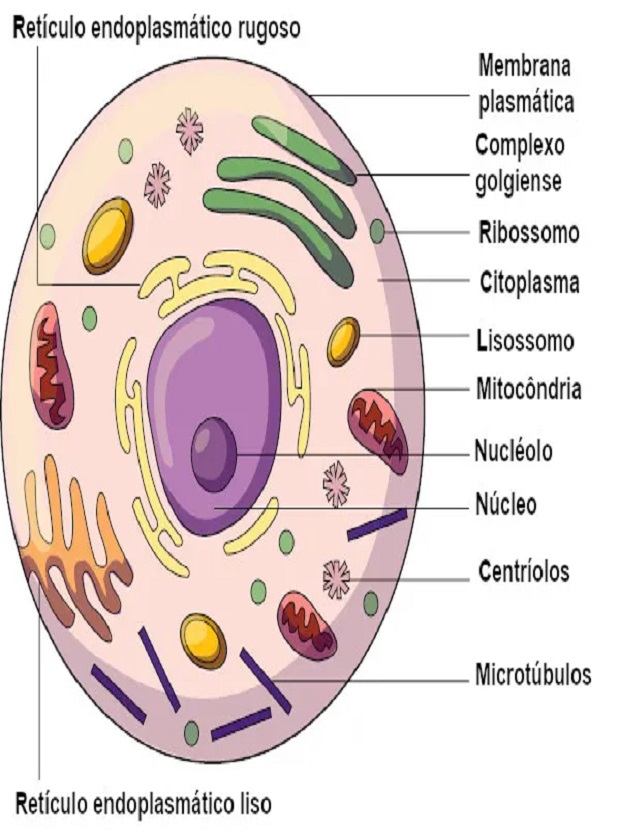 Retículo endoplasmático rugoso
Membrana
plasmática
Complexo
golgiense
Ribossomo
Citoplasma
Lisossomo
Mitocôndria
Nucléolo
Núcleo
Centríolos
Microtúbulos
Retículo endoplasmático liso